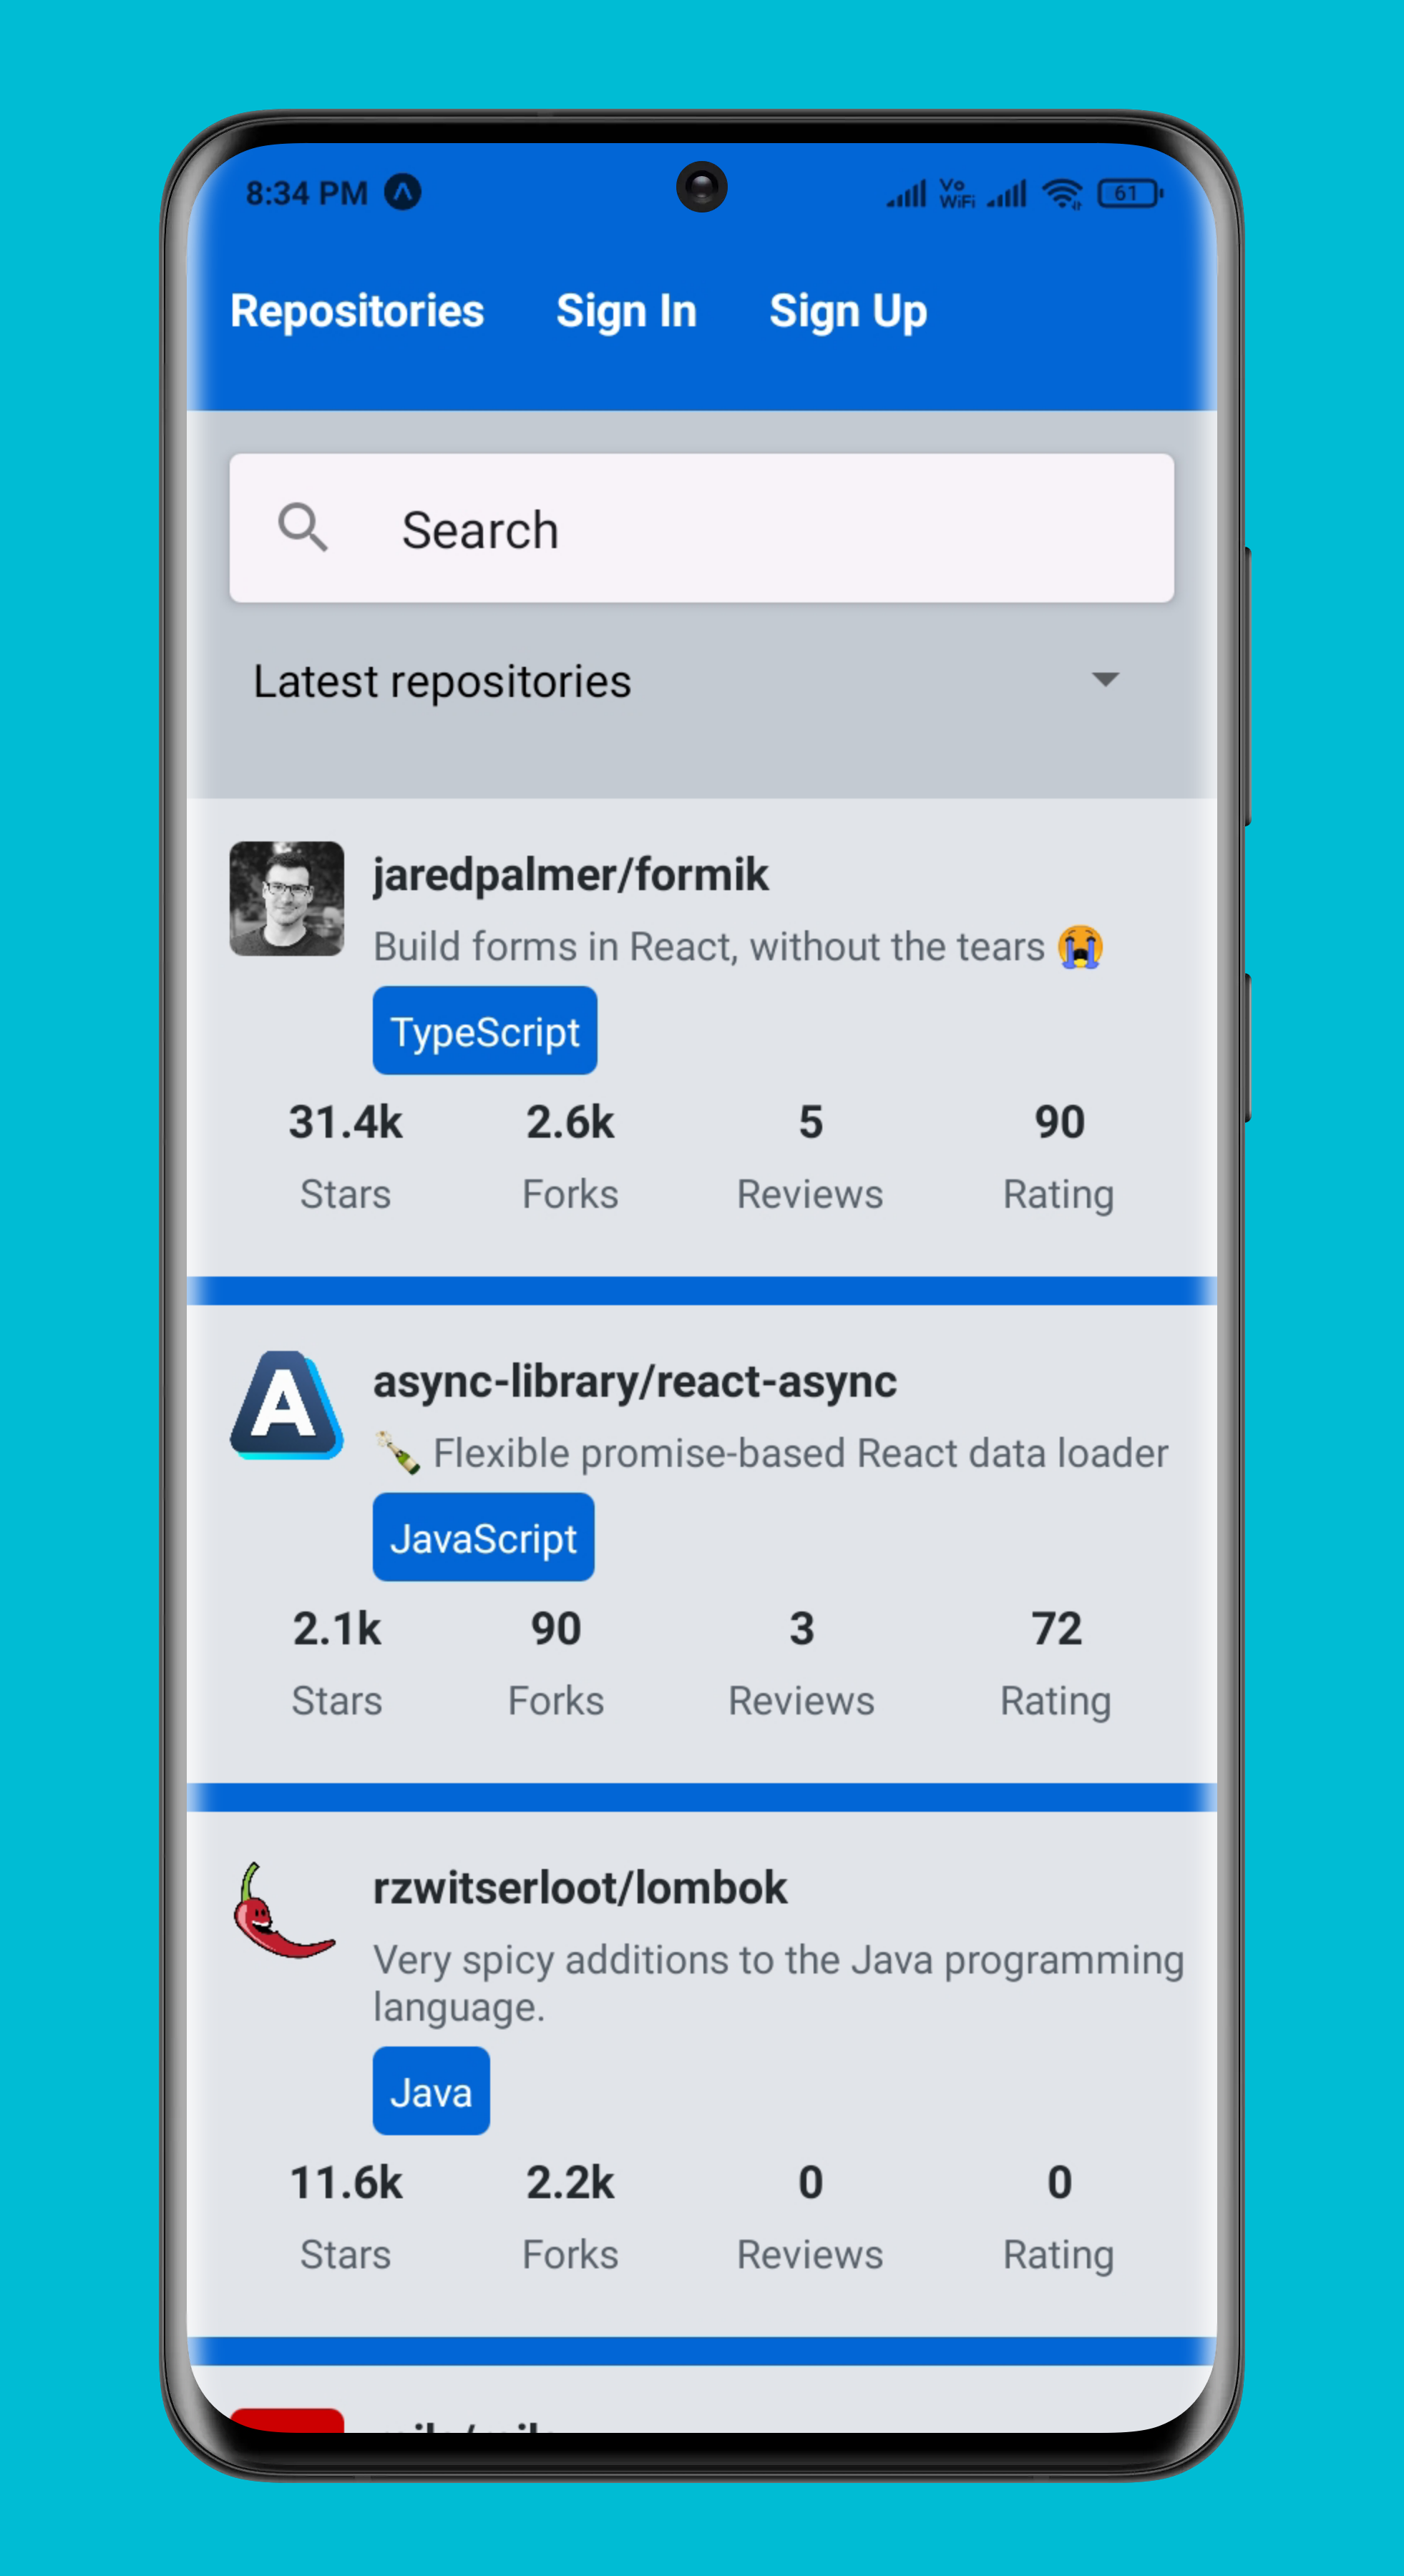 8:34 PM Vo WiFi 61
Repositories Sign In Sign Up
Search
Latest repositories
jaredpalmer/formik
Build forms in React, without the tears 😭
TypeScript
31.4k 2.6k 5 90
Stars Forks Reviews Rating
A
async-library/react-async
🍾 Flexible promise-based React data loader
JavaScript
2.1k 90 3 72
Stars Forks Reviews Rating
rzwitserloot/lombok
Very spicy additions to the Java programming
language.
Java
11.6k 2.2k 0 0
Stars Forks Reviews Rating